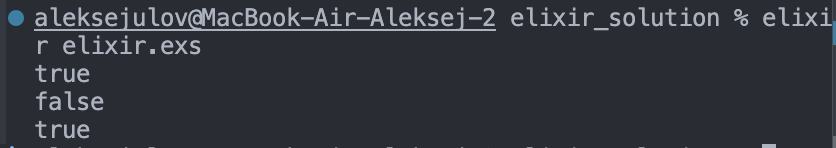 aleksejulov@MacBook-Air-Aleksej-2 elixir_solution % elixi
r elixir.exs
true
false
true